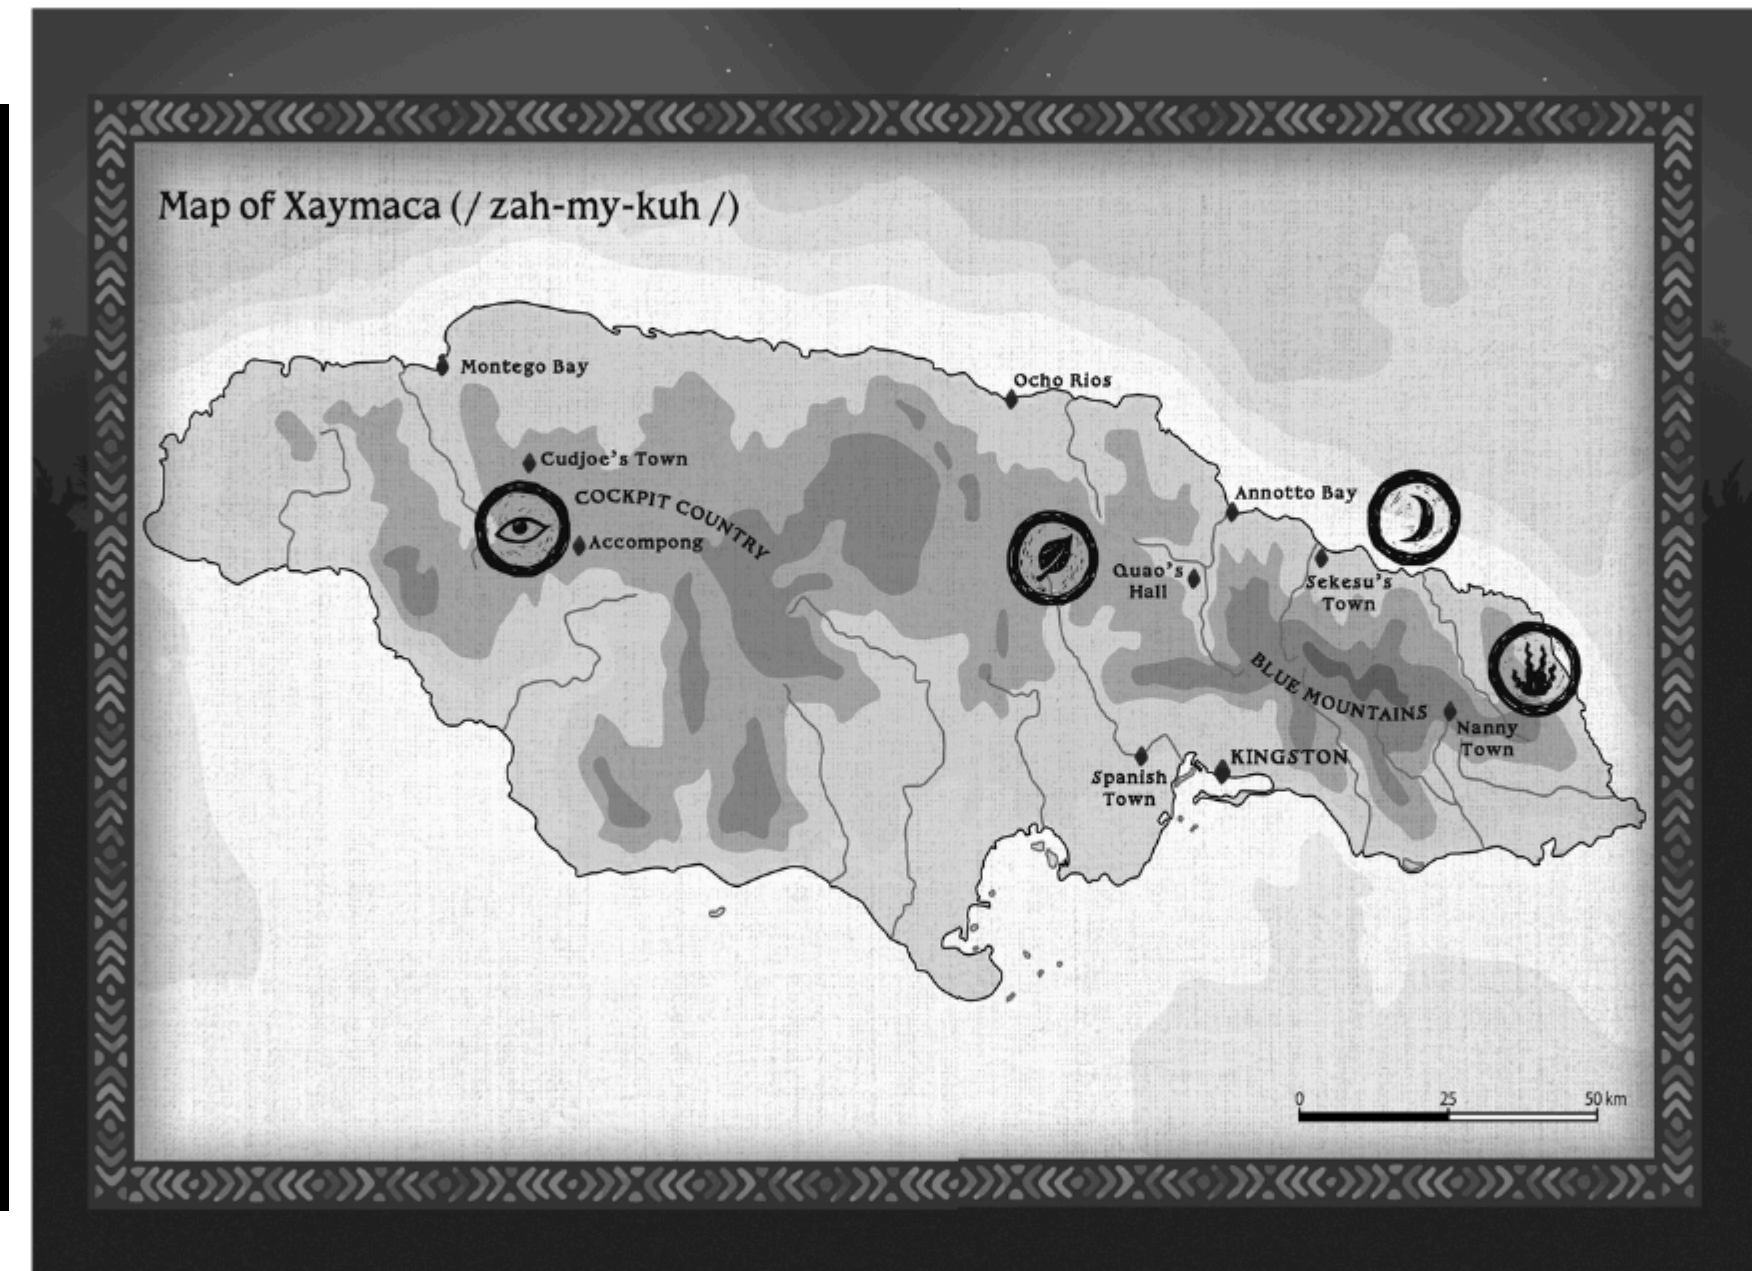 Map of Xaymaca (/ zah-my-kuh /)
Montego Bay
Ocho Rios
Cudjoe's Town
COCKPIT COUNTRY
Annotto Bay
Accompong
Quao's
Hall
Sekesu's
Town
BLUE MOUNTAINS
Nanny
Town
KINGSTON
Spanish
Town
0 25 50 km